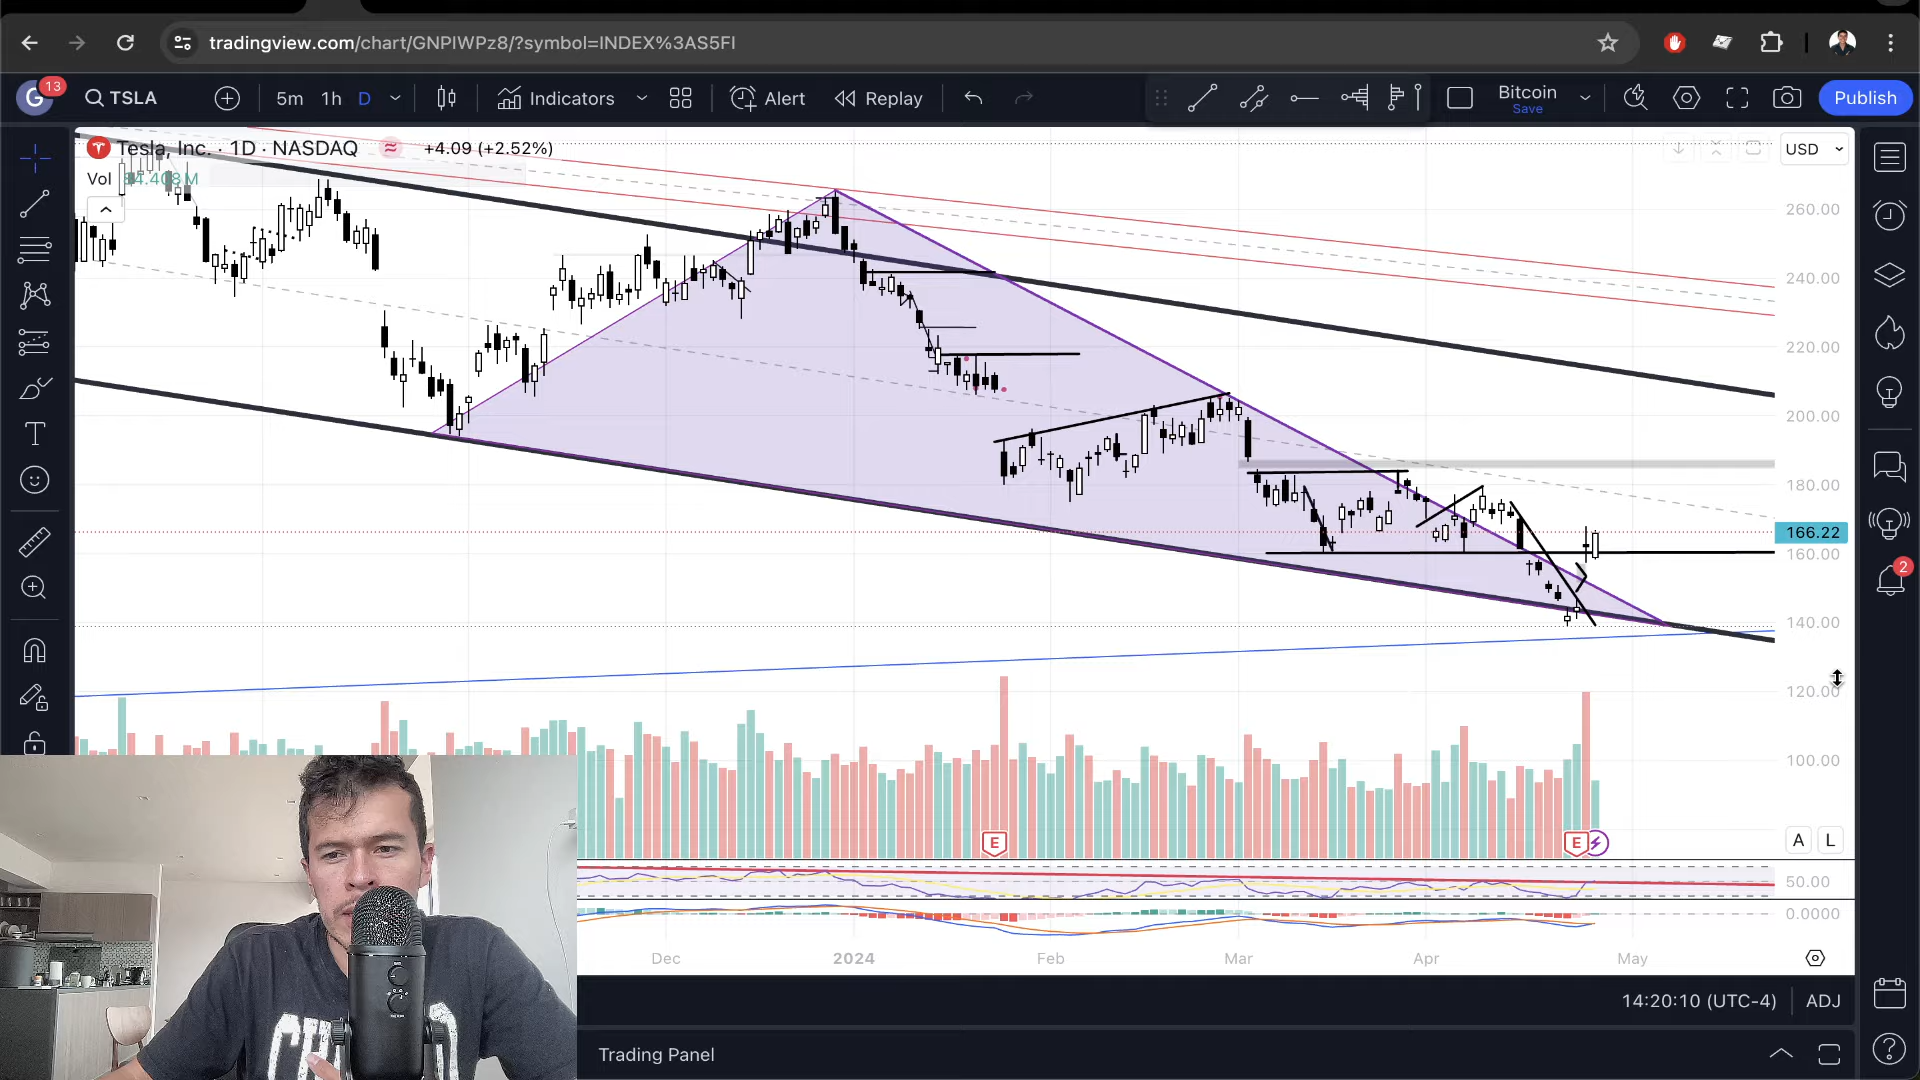 tradingview.com/chart/GNPIWPz8/?symbol=INDEX%3AS5FI
G 13 TSLA 5m 1h D Indicators Alert Replay Bitcoin Save Publish
Tesla, Inc. · 1D · NASDAQ +4.09 (+2.52%) USD
Vol 84.408M
260.00
240.00
220.00
200.00
180.00
166.22
160.00
140.00
120.00
100.00
E E A L
50.00
0.0000
Dec 2024 Feb Mar Apr May
14:20:10 (UTC-4) ADJ
Trading Panel
2